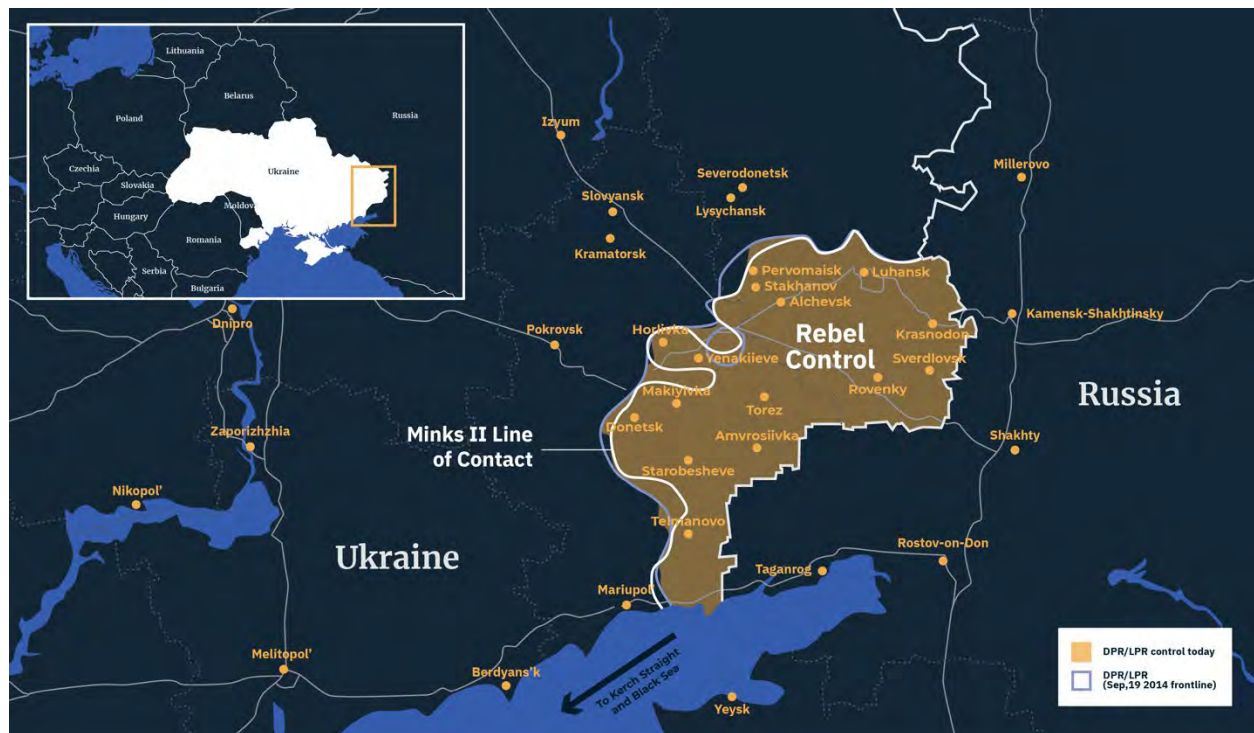 Lithuania
Belarus
Russia
Poland
Ukraine
Czechia
Slovakia
Moldova
Hungary
Romania
Serbia
Bulgaria
Izyum
Severodonetsk
Millerovo
Slovyansk
Lysychansk
Kramatorsk
Pervomaisk
Luhansk
Stakhanov
Alchevsk
Dnipro
Pokrovsk
Horlivka
Kamensk-Shakhtinsky
Krasnodon
Rebel
Control
Yenakiieve
Sverdlovsk
Rovenky
Makiyivka
Torez
Russia
Donetsk
Minks II Line
of Contact
Zaporizhzhia
Amvrosiivka
Shakhty
Starobesheve
Nikopol'
Telmanovo
Ukraine
Rostov-on-Don
Taganrog
Mariupol'
Melitopol'
Berdyans'k
To Kerch Straight
and Black Sea
Yeysk
DPR/LPR control today
DPR/LPR
(Sep,19 2014 frontline)